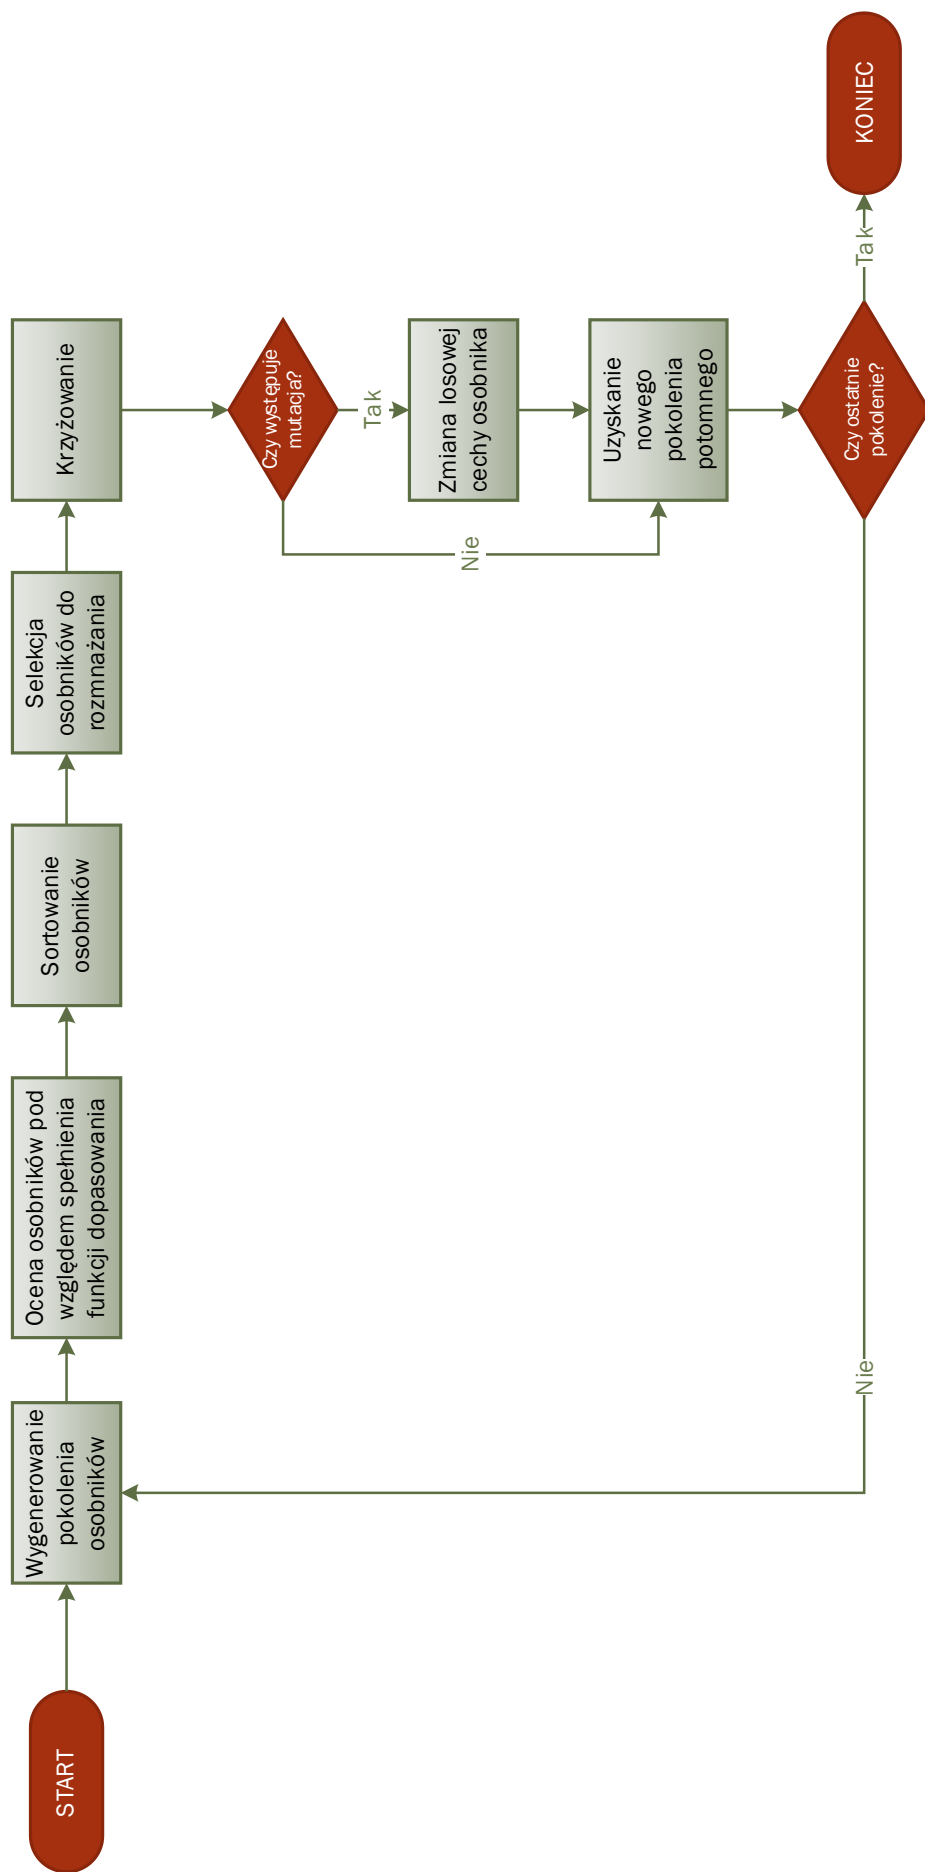 START
Wygenerowanie
pokolenia
osobników
Ocena osobników pod
względem spełnienia
funkcji dopasowania
Sortowanie
osobników
Selekcja
osobników do
rozmnażania
Krzyżowanie
Czy występuje
mutacja?
Tak
Nie
Zmiana losowej
cechy osobnika
Uzyskanie
nowego
pokolenia
potomnego
Czy ostatnie
pokolenie?
Nie
Tak
KONIEC